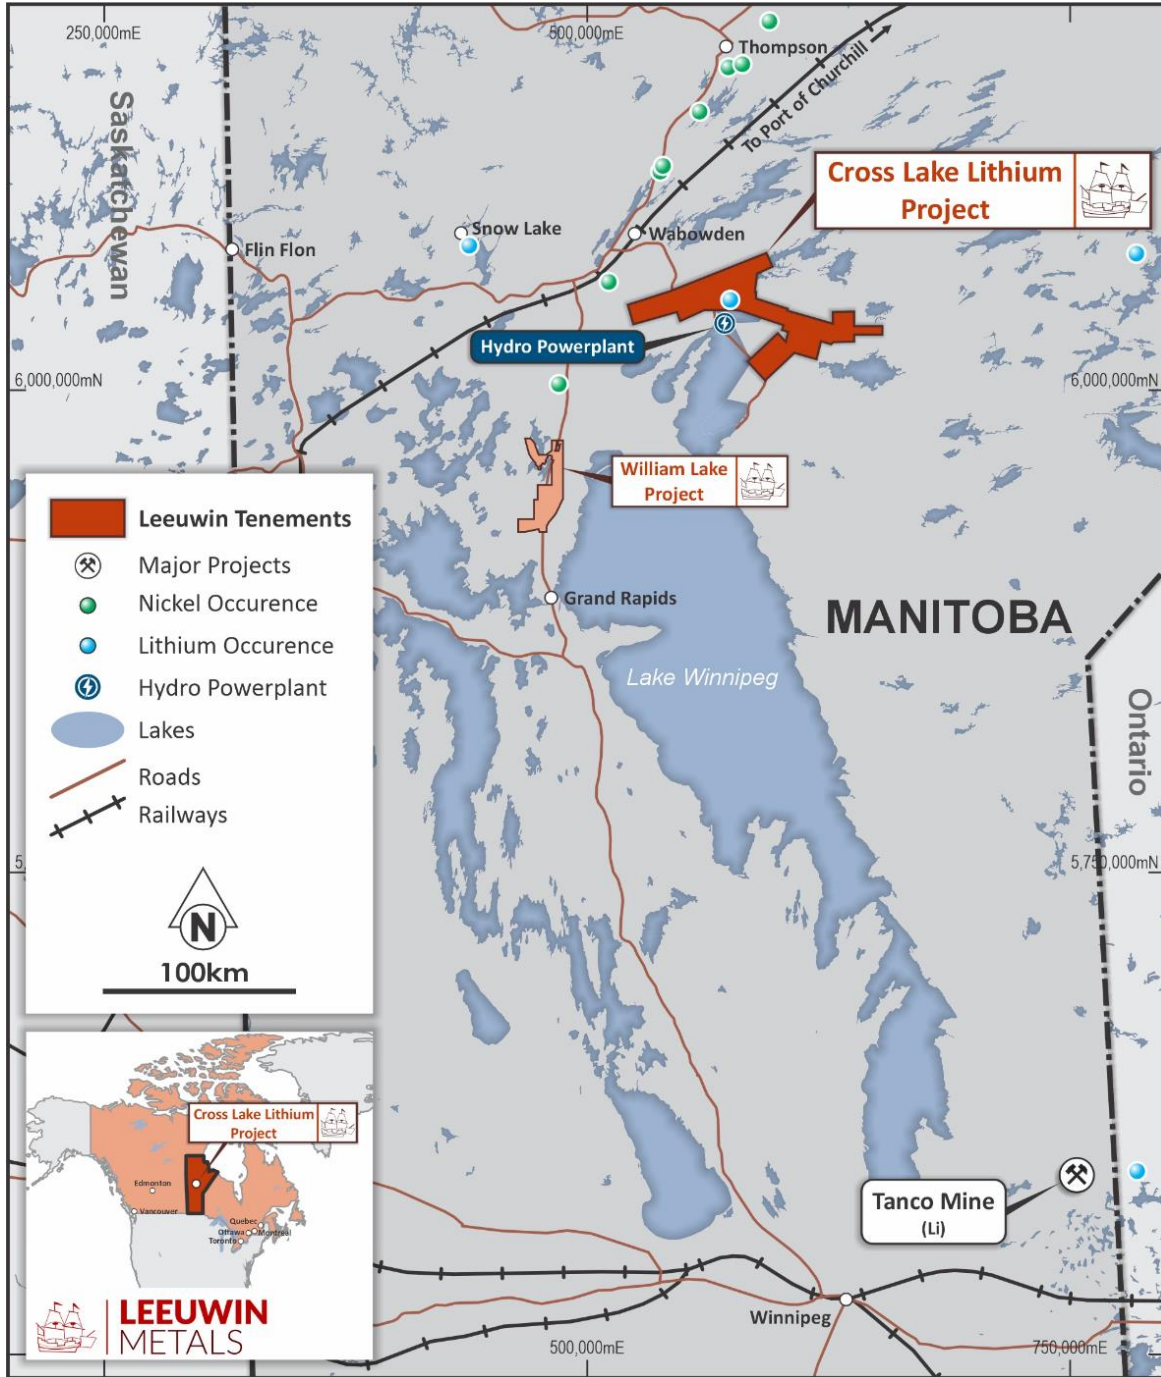 250,000mE
500,000mE
Thompson
To Port of Churchill
Saskatchewan
Cross Lake Lithium
Project
Snow Lake
Wabowden
Flin Flon
Hydro Powerplant
6,000,000mN
6,000,000mN
William Lake
Project
Leeuwin Tenements
Major Projects
Nickel Occurence
Lithium Occurence
Hydro Powerplant
Lakes
Roads
Railways
Grand Rapids
MANITOBA
Lake Winnipeg
Ontario
5,750,000mN
N
100km
Cross Lake Lithium
Project
Edmonton
Vancouver
Quebec
Ottawa
Montreal
Toronto
Tanco Mine
(Li)
LEEUWIN
METALS
Winnipeg
500,000mE
750,000mE